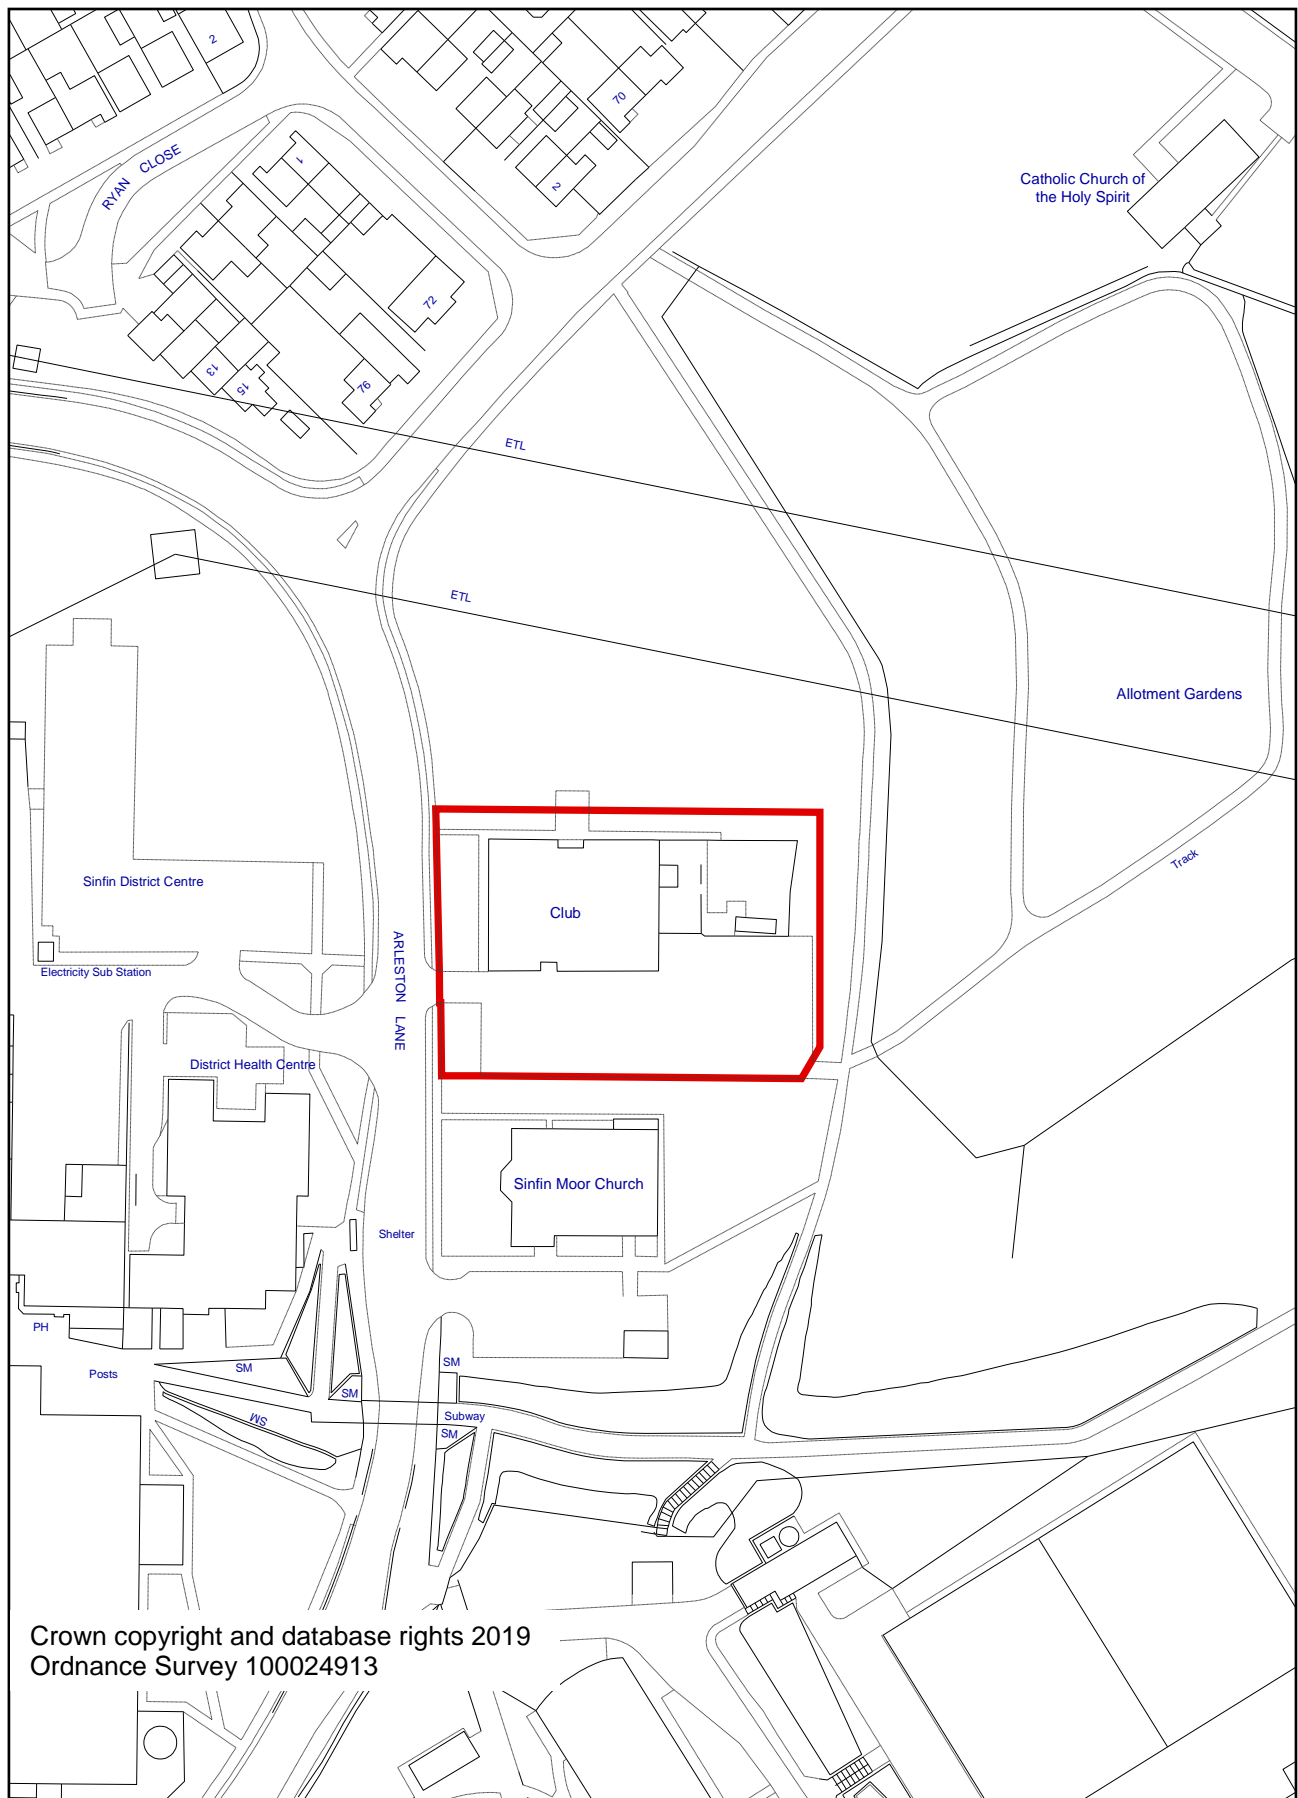 2
70
RYAN CLOSE
1
2
Catholic Church of
the Holy Spirit
72
13
15
76
ETL
ETL
Allotment Gardens
Track
Sinfin District Centre
Club
ARLESTON LANE
Electricity Sub Station
District Health Centre
Sinfin Moor Church
Shelter
PH
SM
SM
Posts
SM
SM
Subway
SM
Crown copyright and database rights 2019
Ordnance Survey 100024913